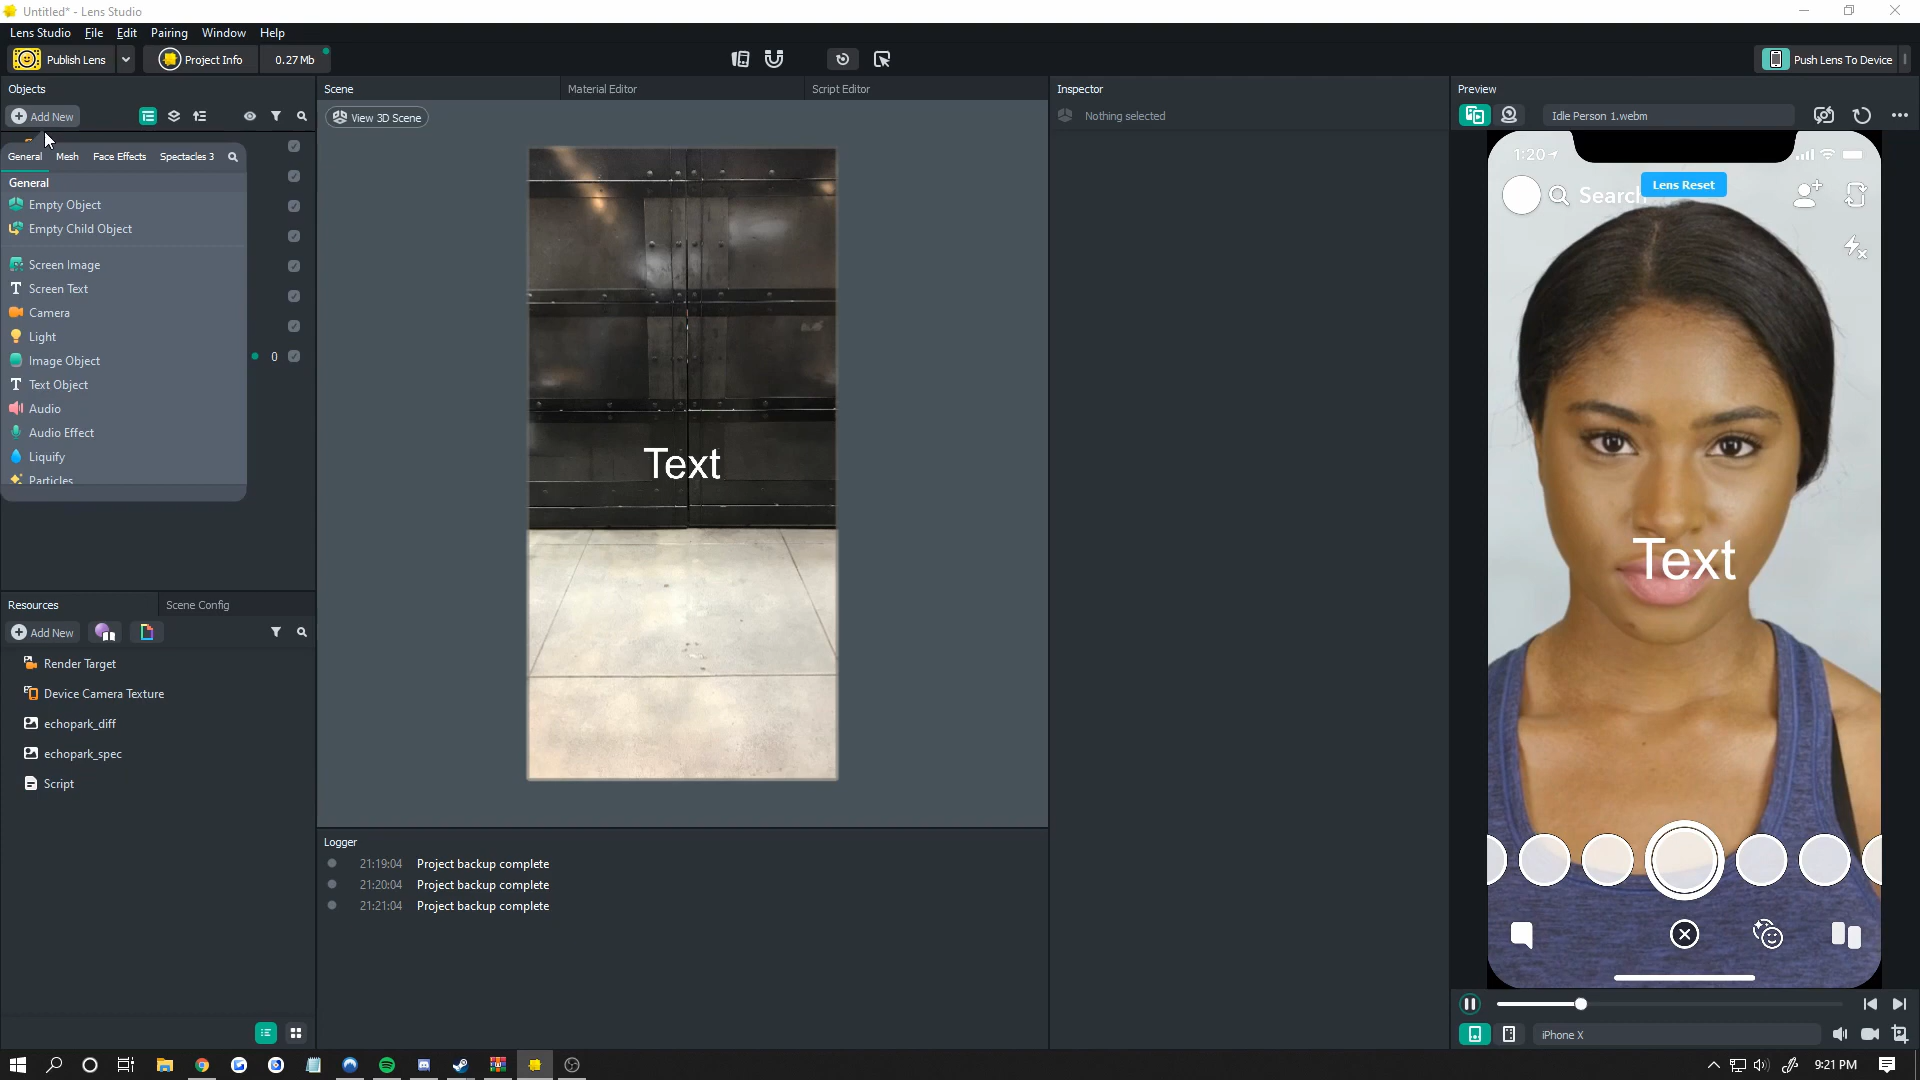 Untitled* - Lens Studio
Lens Studio File Edit Pairing Window Help
Publish Lens Project Info 0.27 Mb Push Lens To Device
Objects
Add New
General Mesh Face Effects Spectacles 3
General
Empty Object
Empty Child Object
Screen Image
Screen Text
Camera
Light
Image Object
Text Object
Audio
Audio Effect
Liquify
Particles
0
Resources Scene Config
Add New
Render Target
Device Camera Texture
echopark_diff
echopark_spec
Script
Scene Material Editor Script Editor
View 3D Scene
Text
Logger
21:19:04 Project backup complete
21:20:04 Project backup complete
21:21:04 Project backup complete
Inspector
Nothing selected
Preview
Idle Person 1.webm
1:20
Search
Lens Reset
Text
iPhone X
9:21 PM